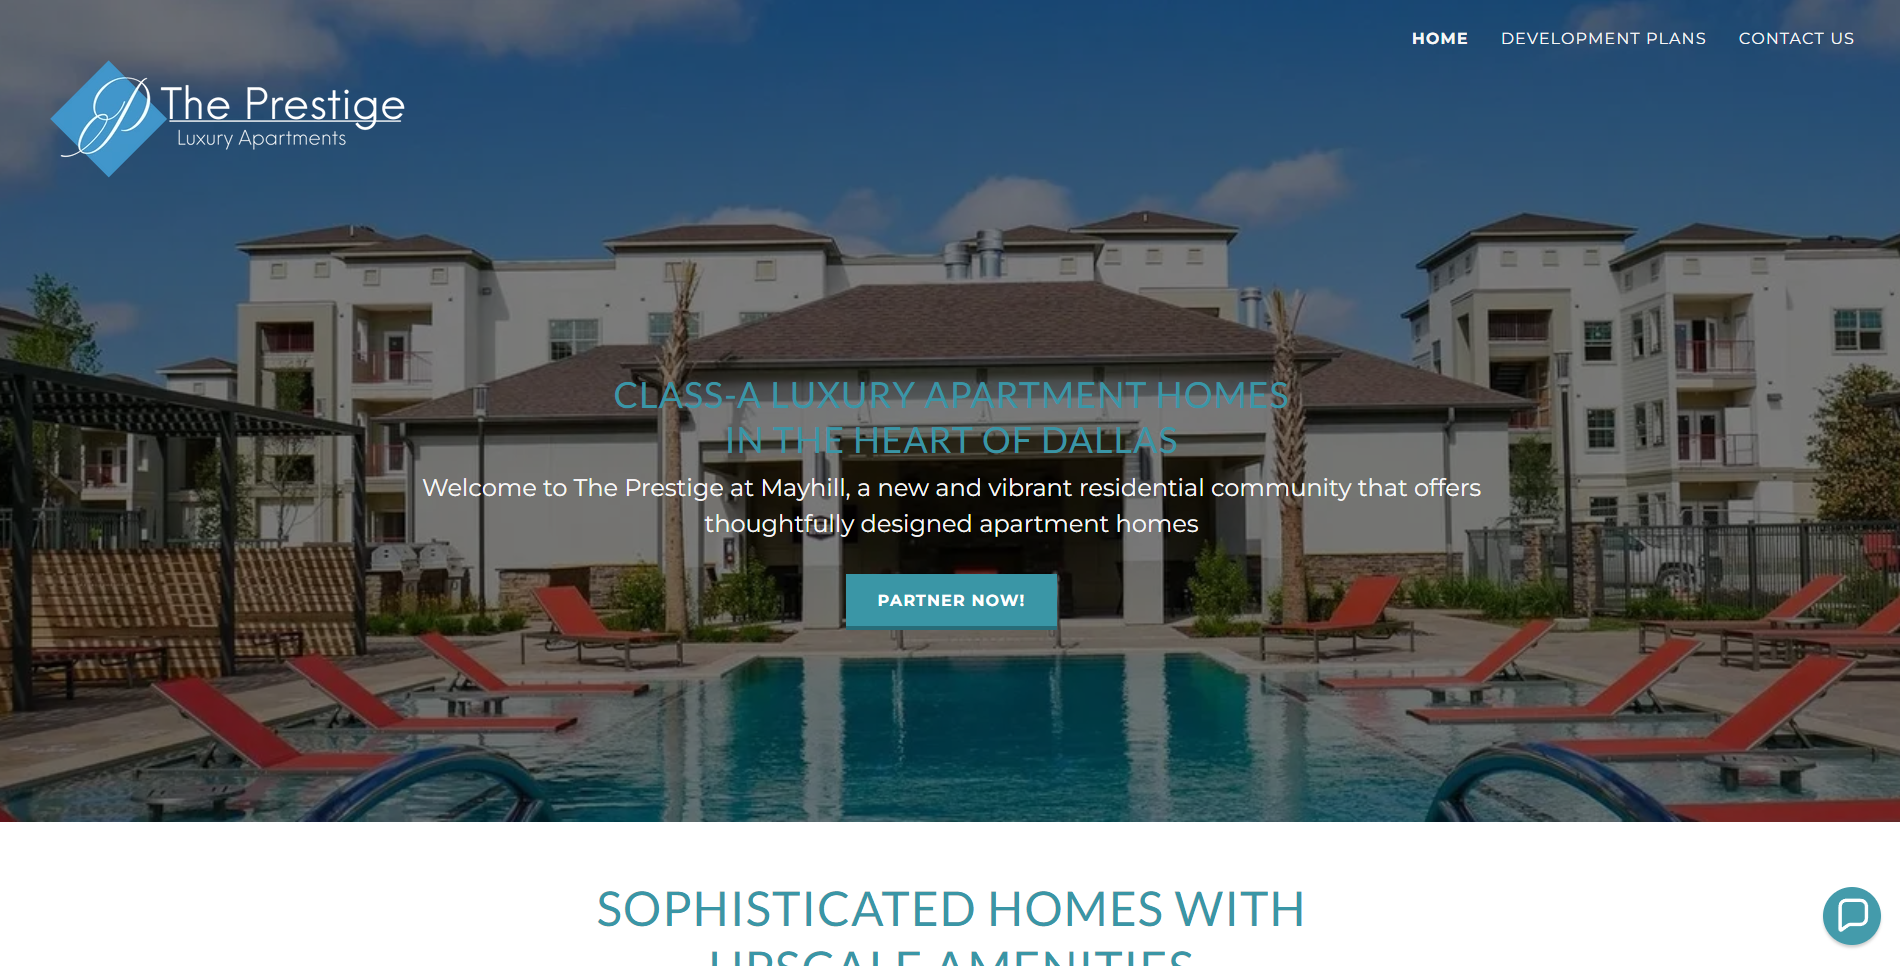 HOME DEVELOPMENT PLANS CONTACT US
The Prestige
Luxury Apartments
CLASS-A LUXURY APARTMENT HOMES
IN THE HEART OF DALLAS
Welcome to The Prestige at Mayhill, a new and vibrant residential community that offers
thoughtfully designed apartment homes
PARTNER NOW!
SOPHISTICATED HOMES WITH
UPSCALE AMENITIES